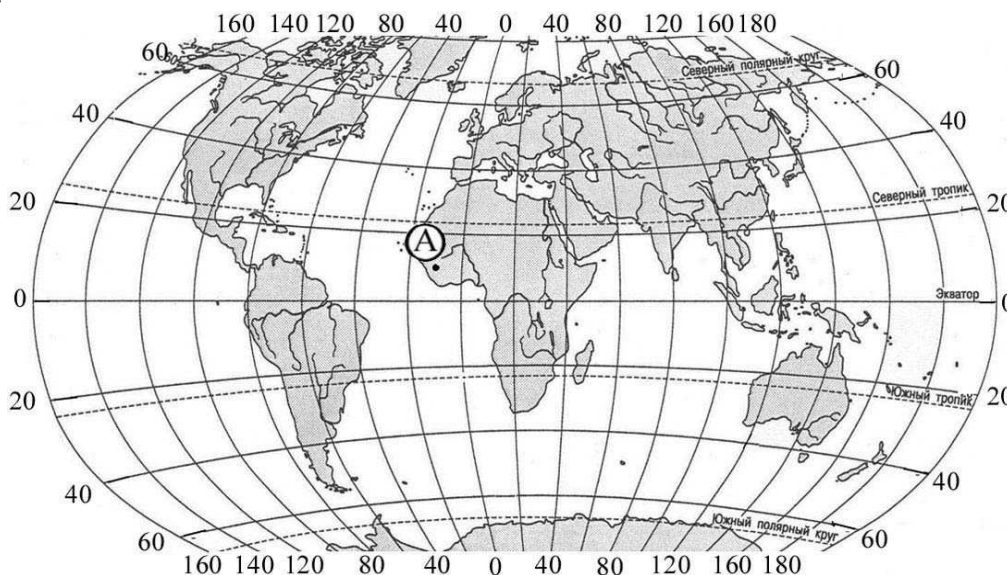 160 140 120 80 40 0 40 80 120 160 180
60 60
Северный полярный круг
60
40 40
20 Северный тропик 20
А
0 Экватор 0
20 Южный тропик 20
40 40
60 Южный полярный круг 60
160 140 120 80 40 0 40 80 120 160 180